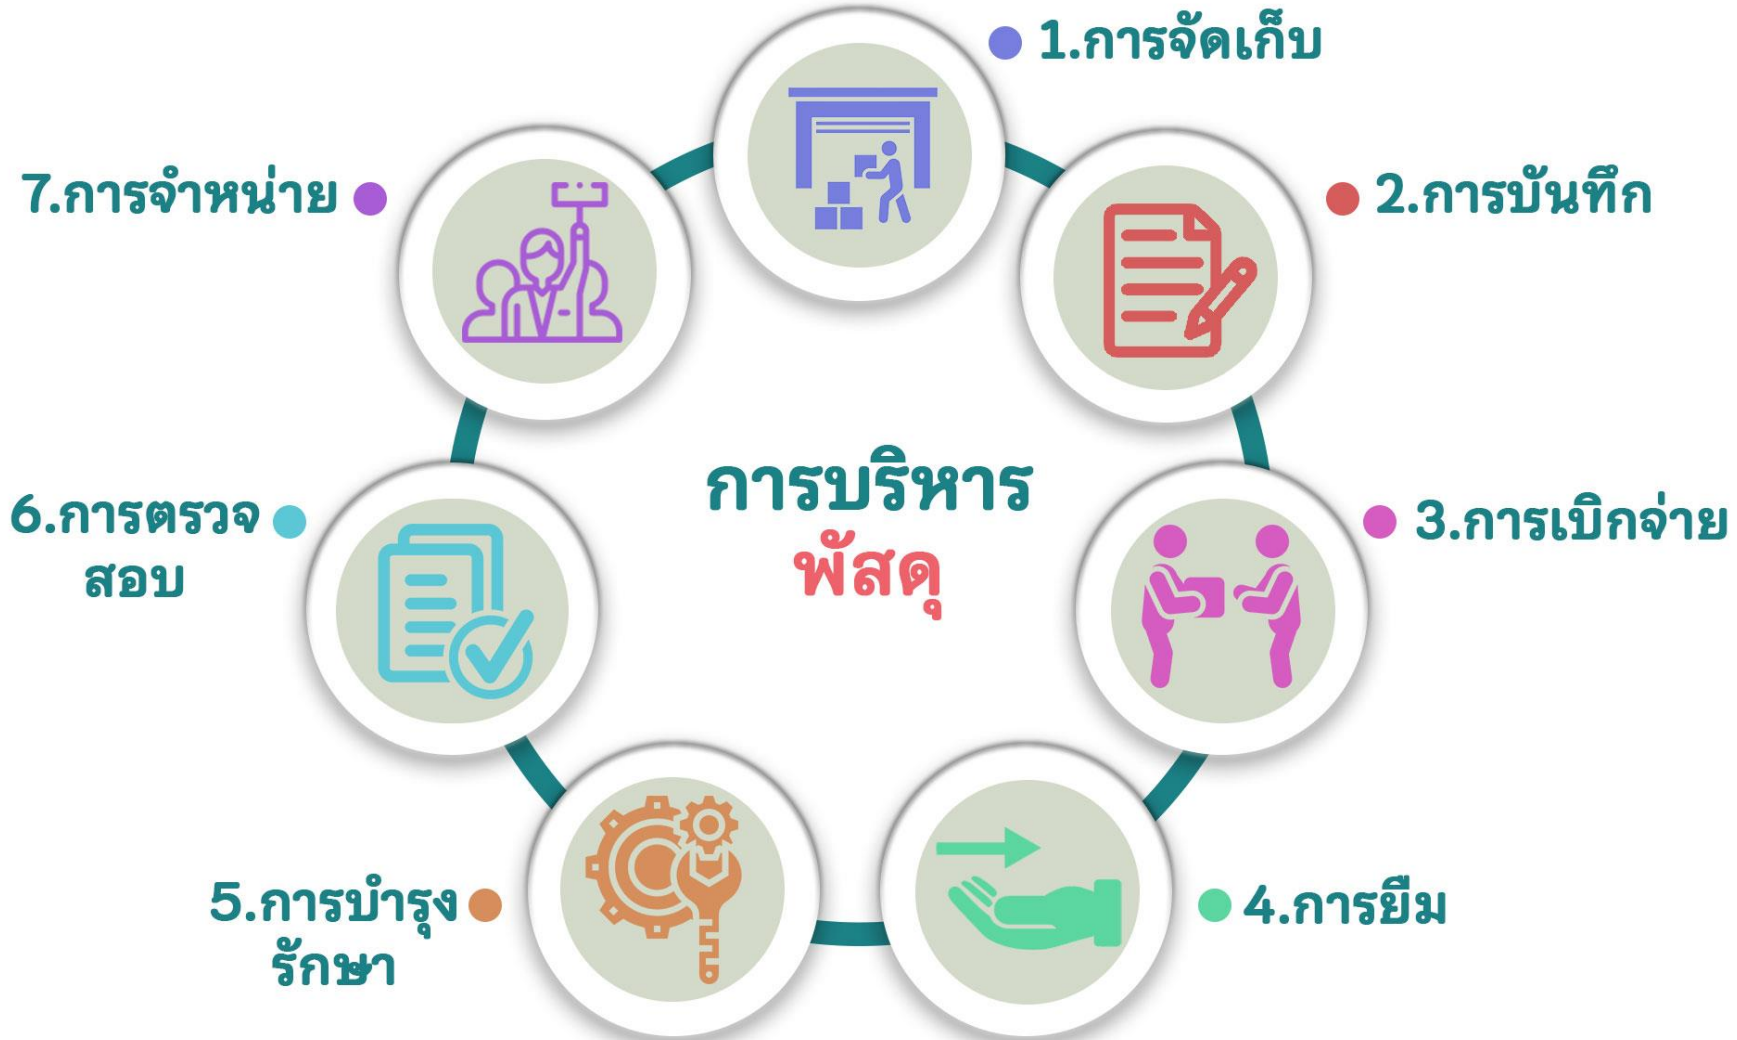 การบริหาร
พัสดุ
1.การจัดเก็บ
2.การบันทึก
3.การเบิกจ่าย
4.การยืม
5.การบำรุง
รักษา
6.การตรวจ
สอบ
7.การจำหน่าย